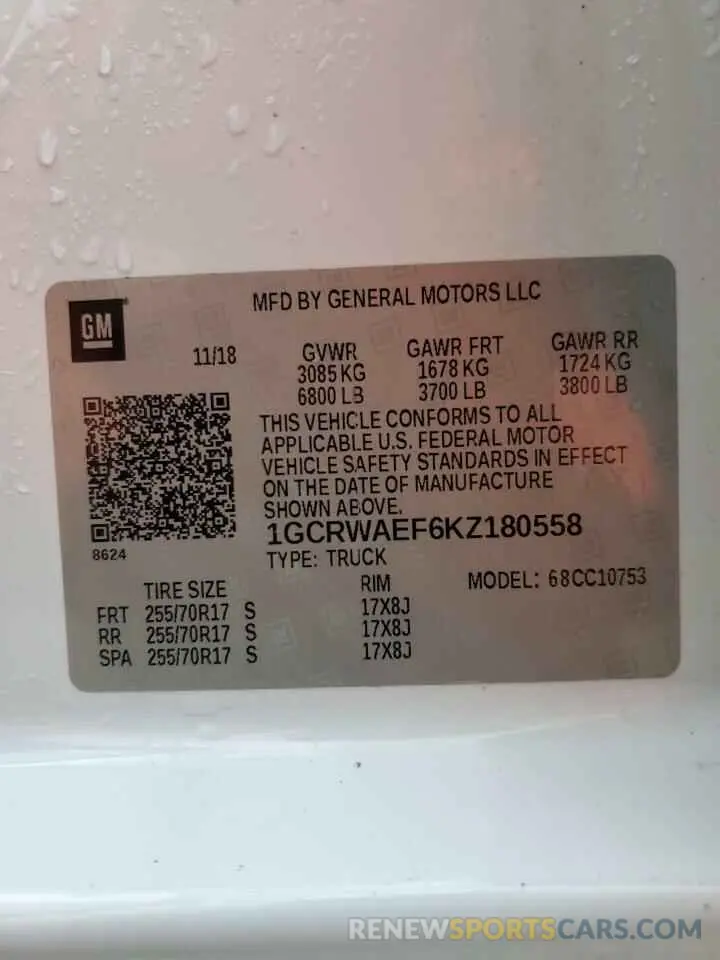 GM
MFD BY GENERAL MOTORS LLC
11/18 GVWR GAWR FRT GAWR RR
3085 KG 1678 KG 1724 KG
6800 LB 3700 LB 3800 LB
THIS VEHICLE CONFORMS TO ALL
APPLICABLE U.S. FEDERAL MOTOR
VEHICLE SAFETY STANDARDS IN EFFECT
ON THE DATE OF MANUFACTURE
SHOWN ABOVE.
1GCRWAEF6KZ180558
8624
TYPE: TRUCK
TIRE SIZE RIM MODEL: 68CC10753
FRT 255/70R17 S 17X8J
RR 255/70R17 S 17X8J
SPA 255/70R17 S 17X8J
RENEWSPORTSCARS.COM